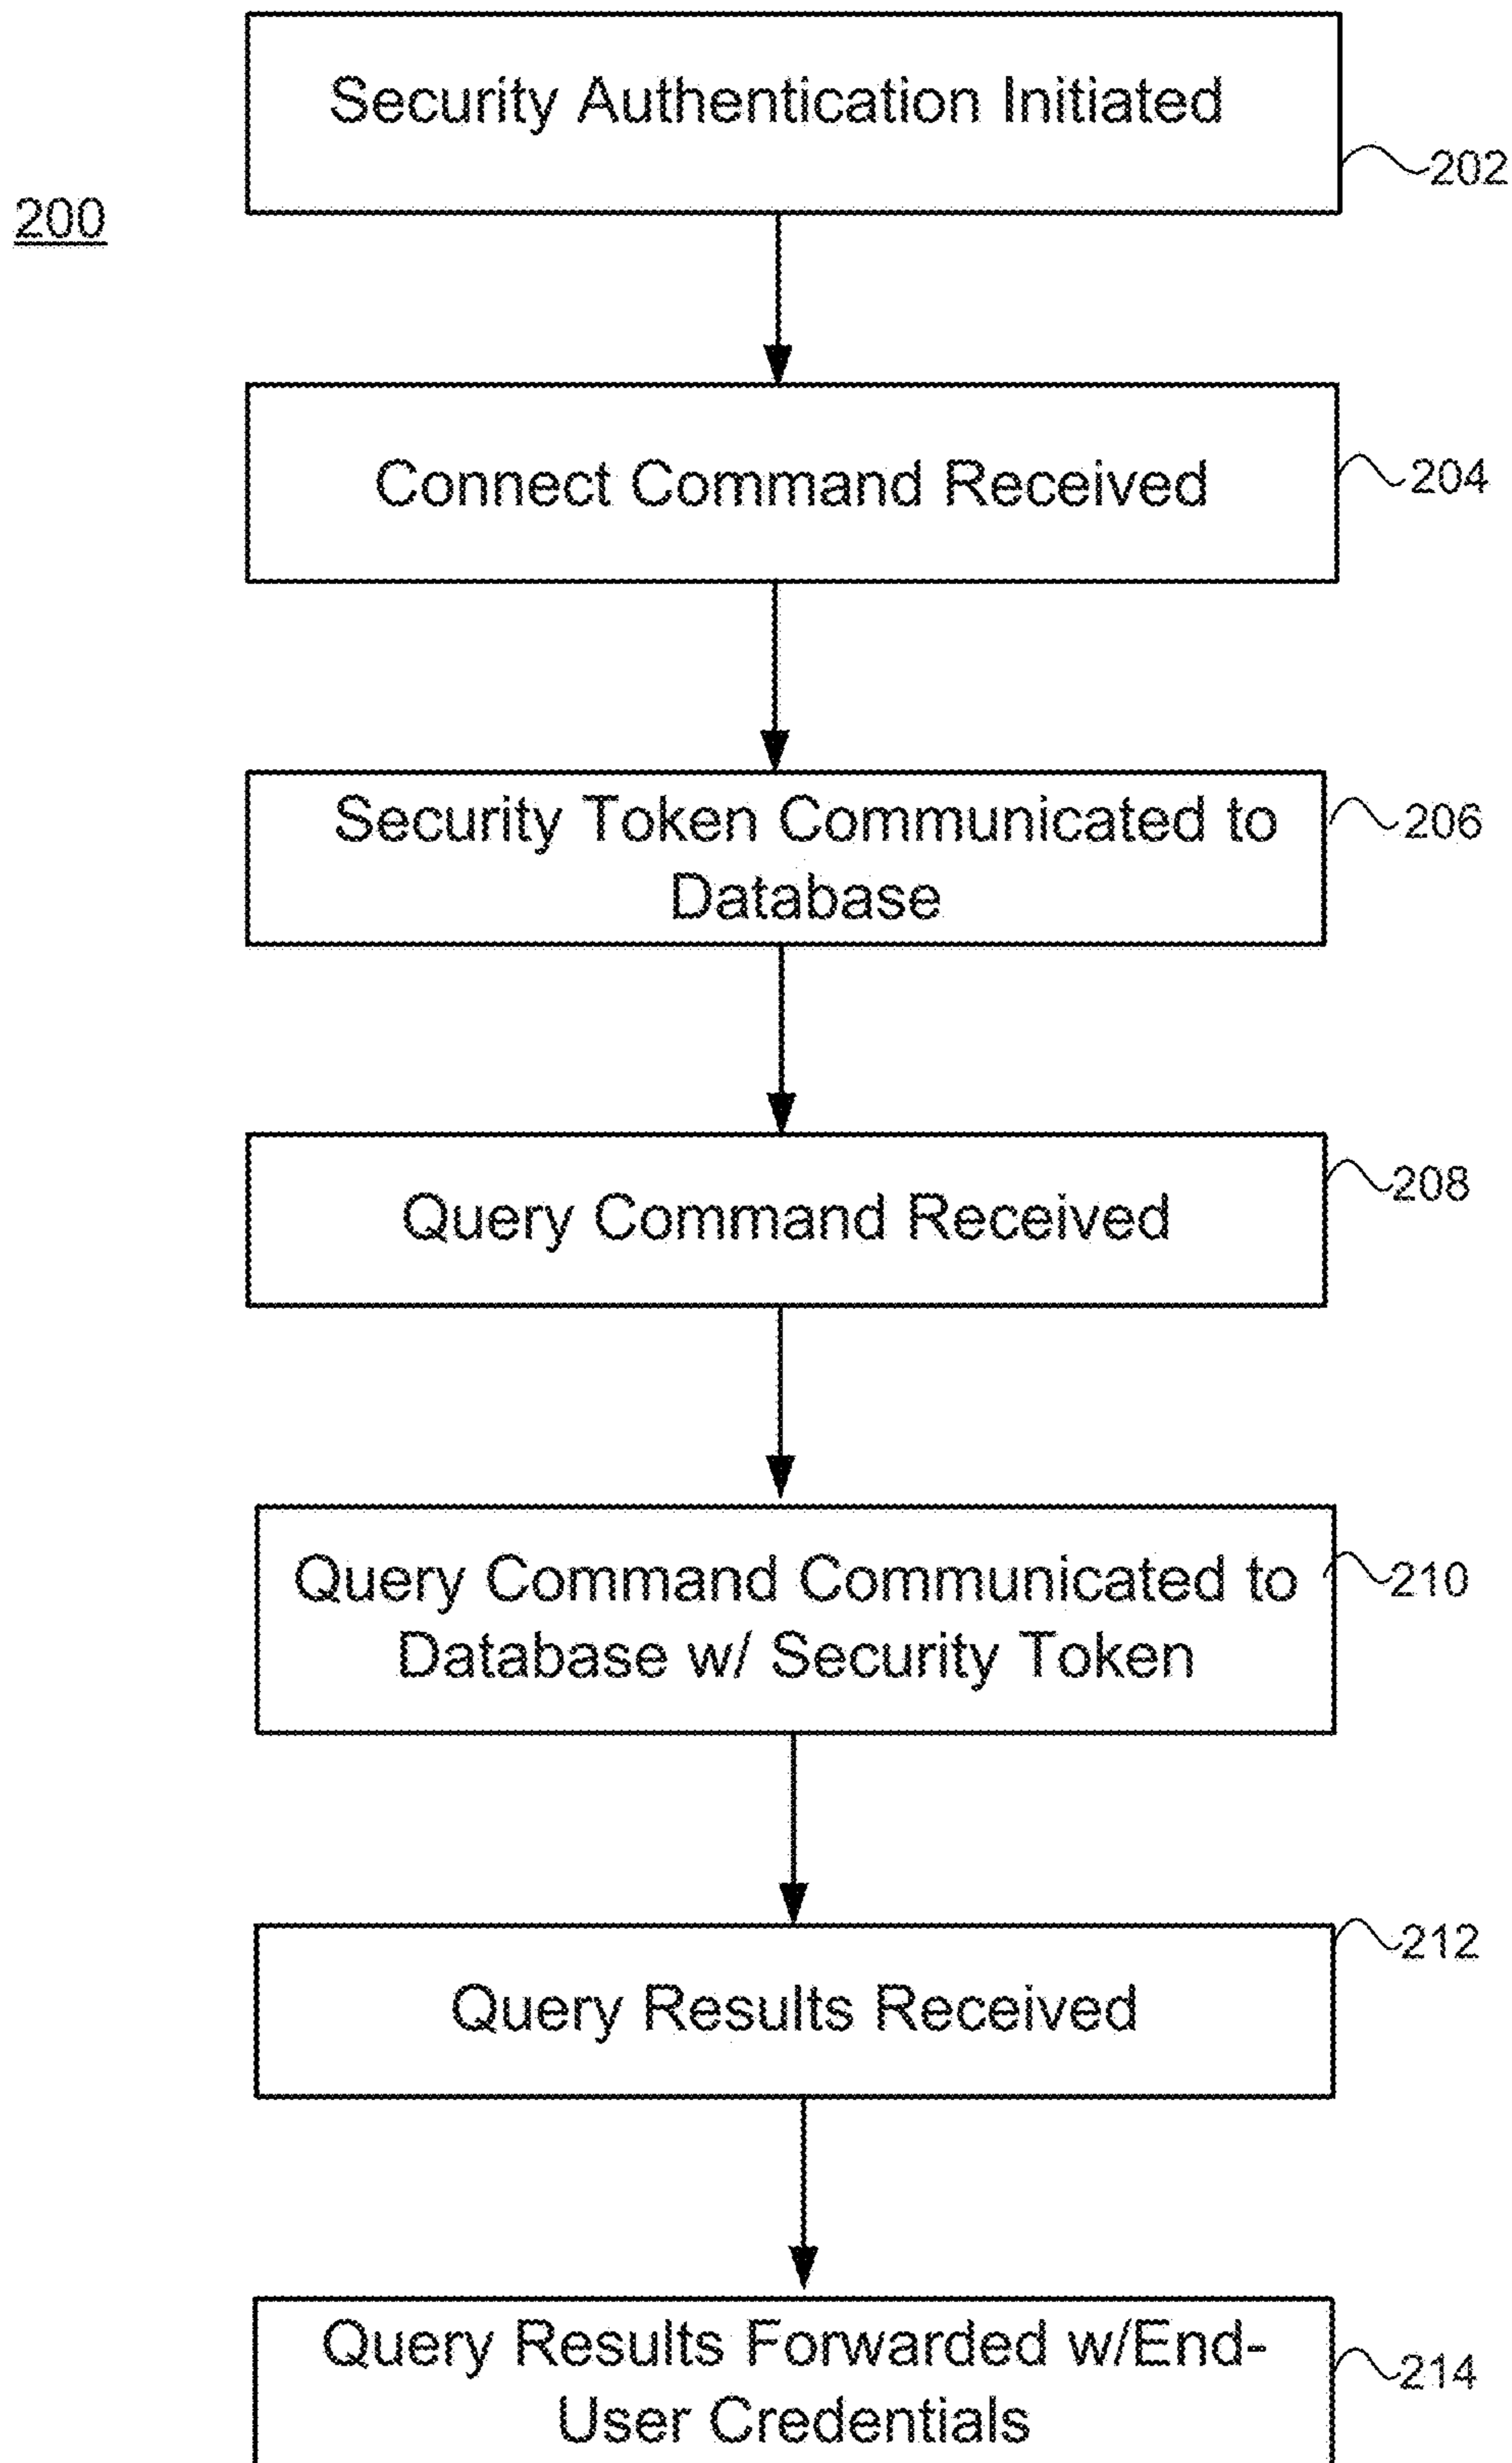 Security Authentication Initiated
202
200
Connect Command Received
204
Security Token Communicated to
Database
206
Query Command Received
208
Query Command Communicated to
Database w/ Security Token
210
Query Results Received
212
Query Results Forwarded w/End-
User Credentials
214